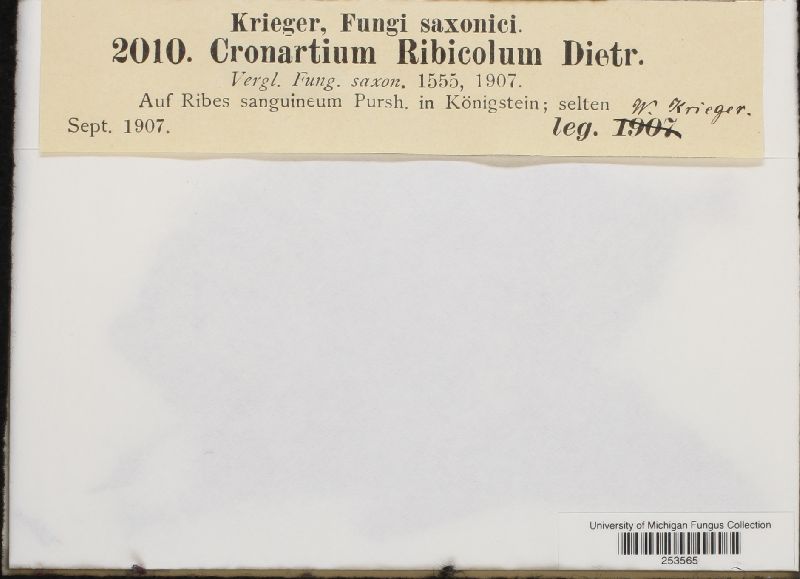 Krieger, Fungi saxonici.
2010. Cronartium Ribicolum Dietr.
Vergl. Fung. saxon. 1555, 1907.
Auf Ribes sanguineum Pursh. in Königstein; selten W. Krieger.
Sept. 1907. leg. 1907
University of Michigan Fungus Collection
253565